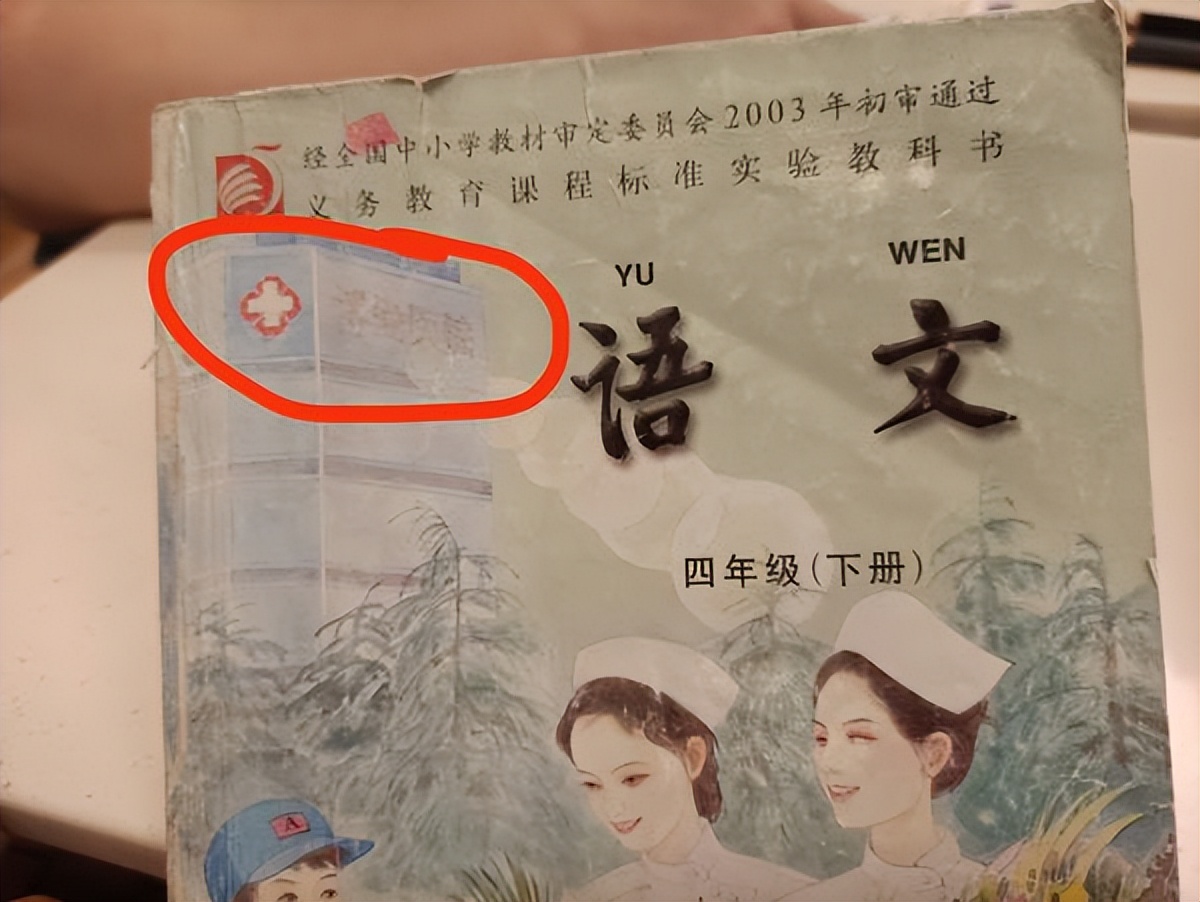 经全国中小学教材审定委员会2003年初审通过
义务教育课程标准实验教科书
YU WEN
语文
四年级(下册)
A